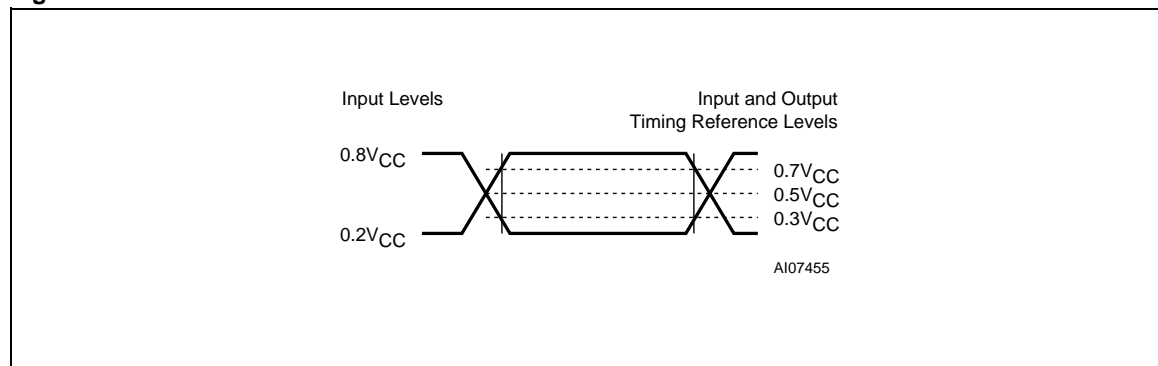 Input Levels
Input and Output
Timing Reference Levels
0.8VCC
0.2VCC
0.7VCC
0.5VCC
0.3VCC
AI07455